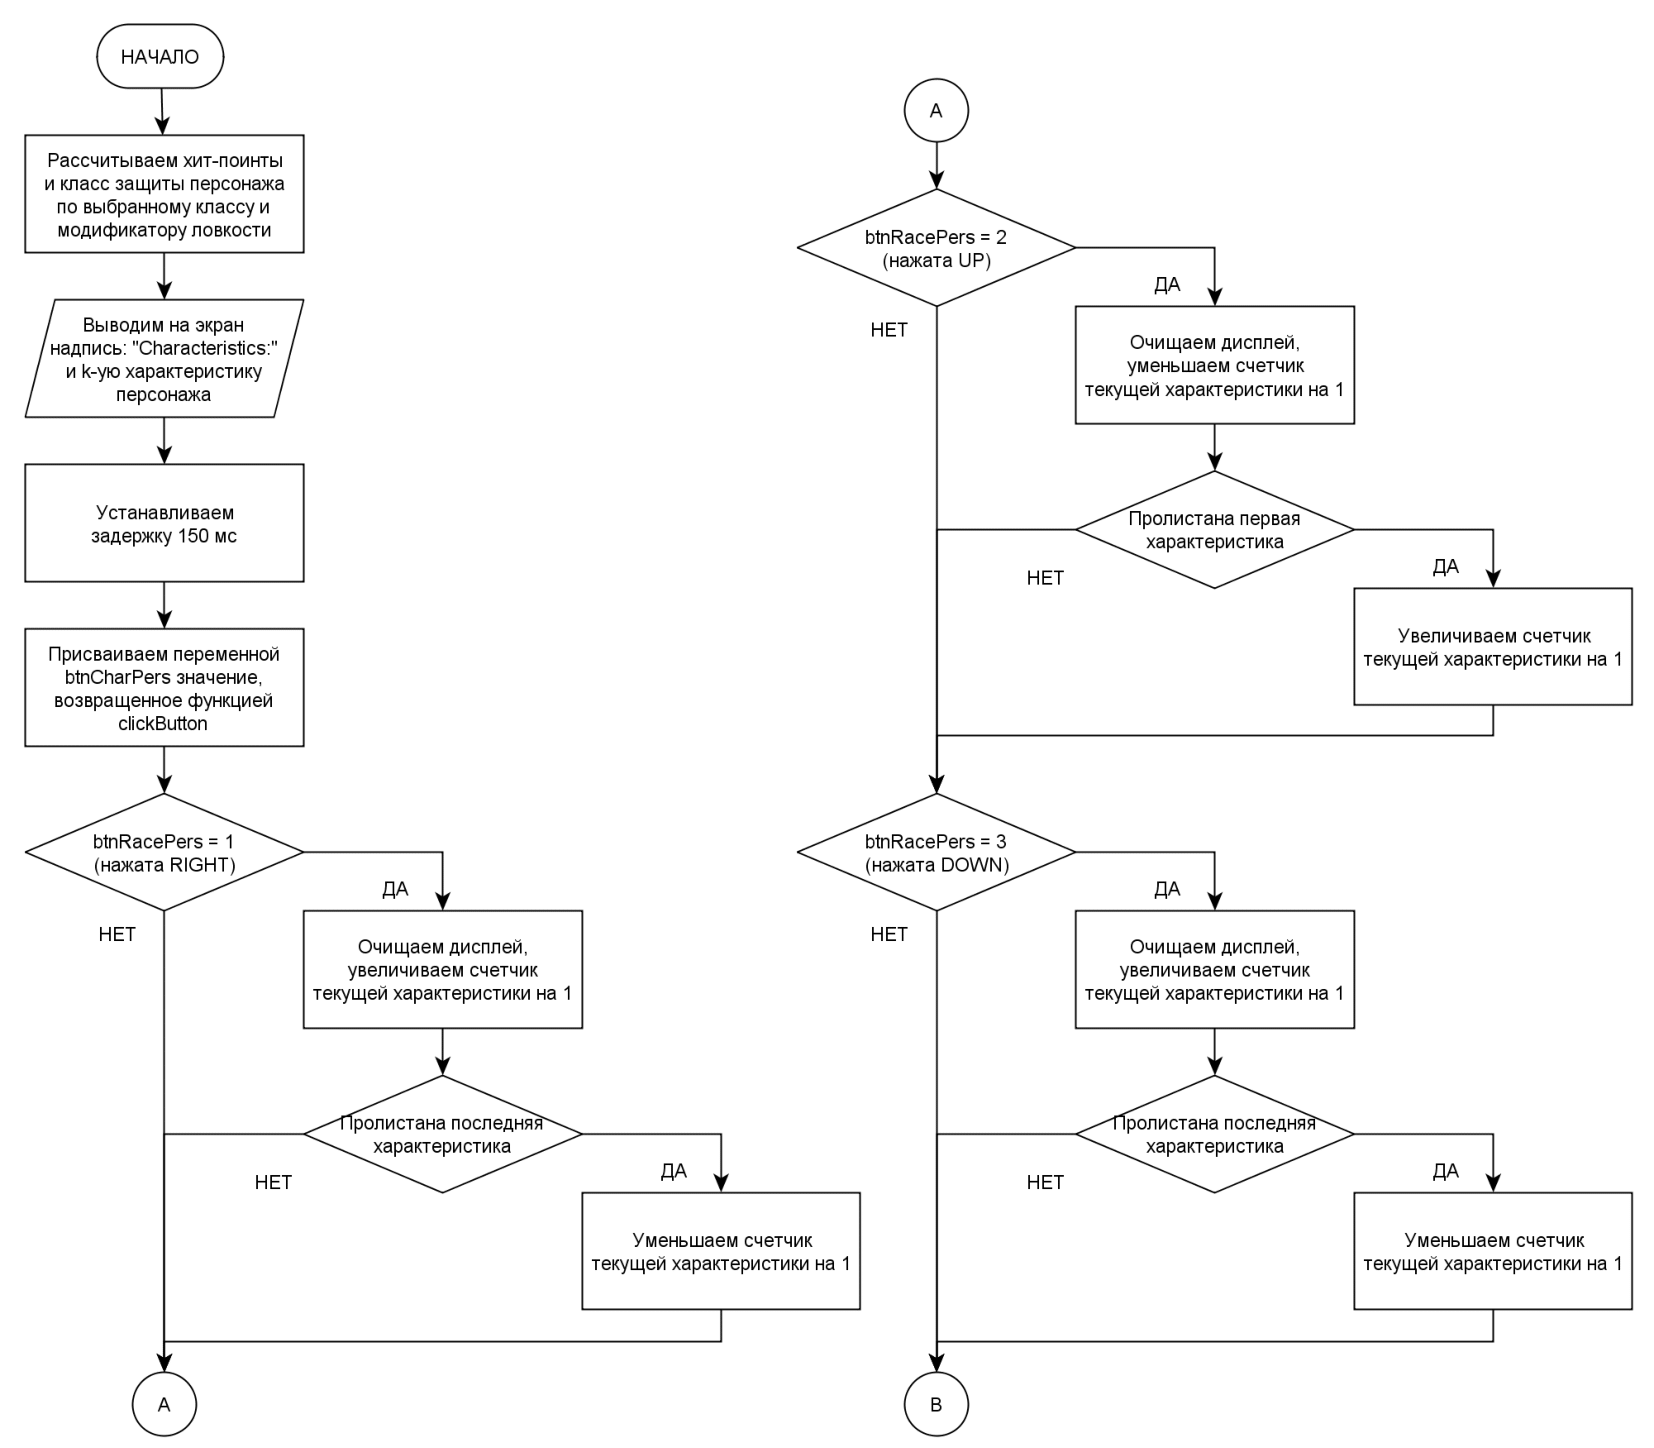 НАЧАЛО
Рассчитываем хит-поинты
и класс защиты персонажа
по выбранному классу и
модификатору ловкости
Выводим на экран
надпись: "Characteristics:"
и k-ую характеристику
персонажа
Устанавливаем
задержку 150 мс
Присваиваем переменной
btnCharPers значение,
возвращенное функцией
clickButton
btnRacePers = 1
(нажата RIGHT)
ДА
НЕТ
Очищаем дисплей,
увеличиваем счетчик
текущей характеристики на 1
Пролистана последняя
характеристика
НЕТ
ДА
Уменьшаем счетчик
текущей характеристики на 1
A
A
btnRacePers = 2
(нажата UP)
ДА
НЕТ
Очищаем дисплей,
уменьшаем счетчик
текущей характеристики на 1
Пролистана первая
характеристика
НЕТ
ДА
Увеличиваем счетчик
текущей характеристики на 1
btnRacePers = 3
(нажата DOWN)
ДА
НЕТ
Очищаем дисплей,
увеличиваем счетчик
текущей характеристики на 1
Пролистана последняя
характеристика
НЕТ
ДА
Уменьшаем счетчик
текущей характеристики на 1
B